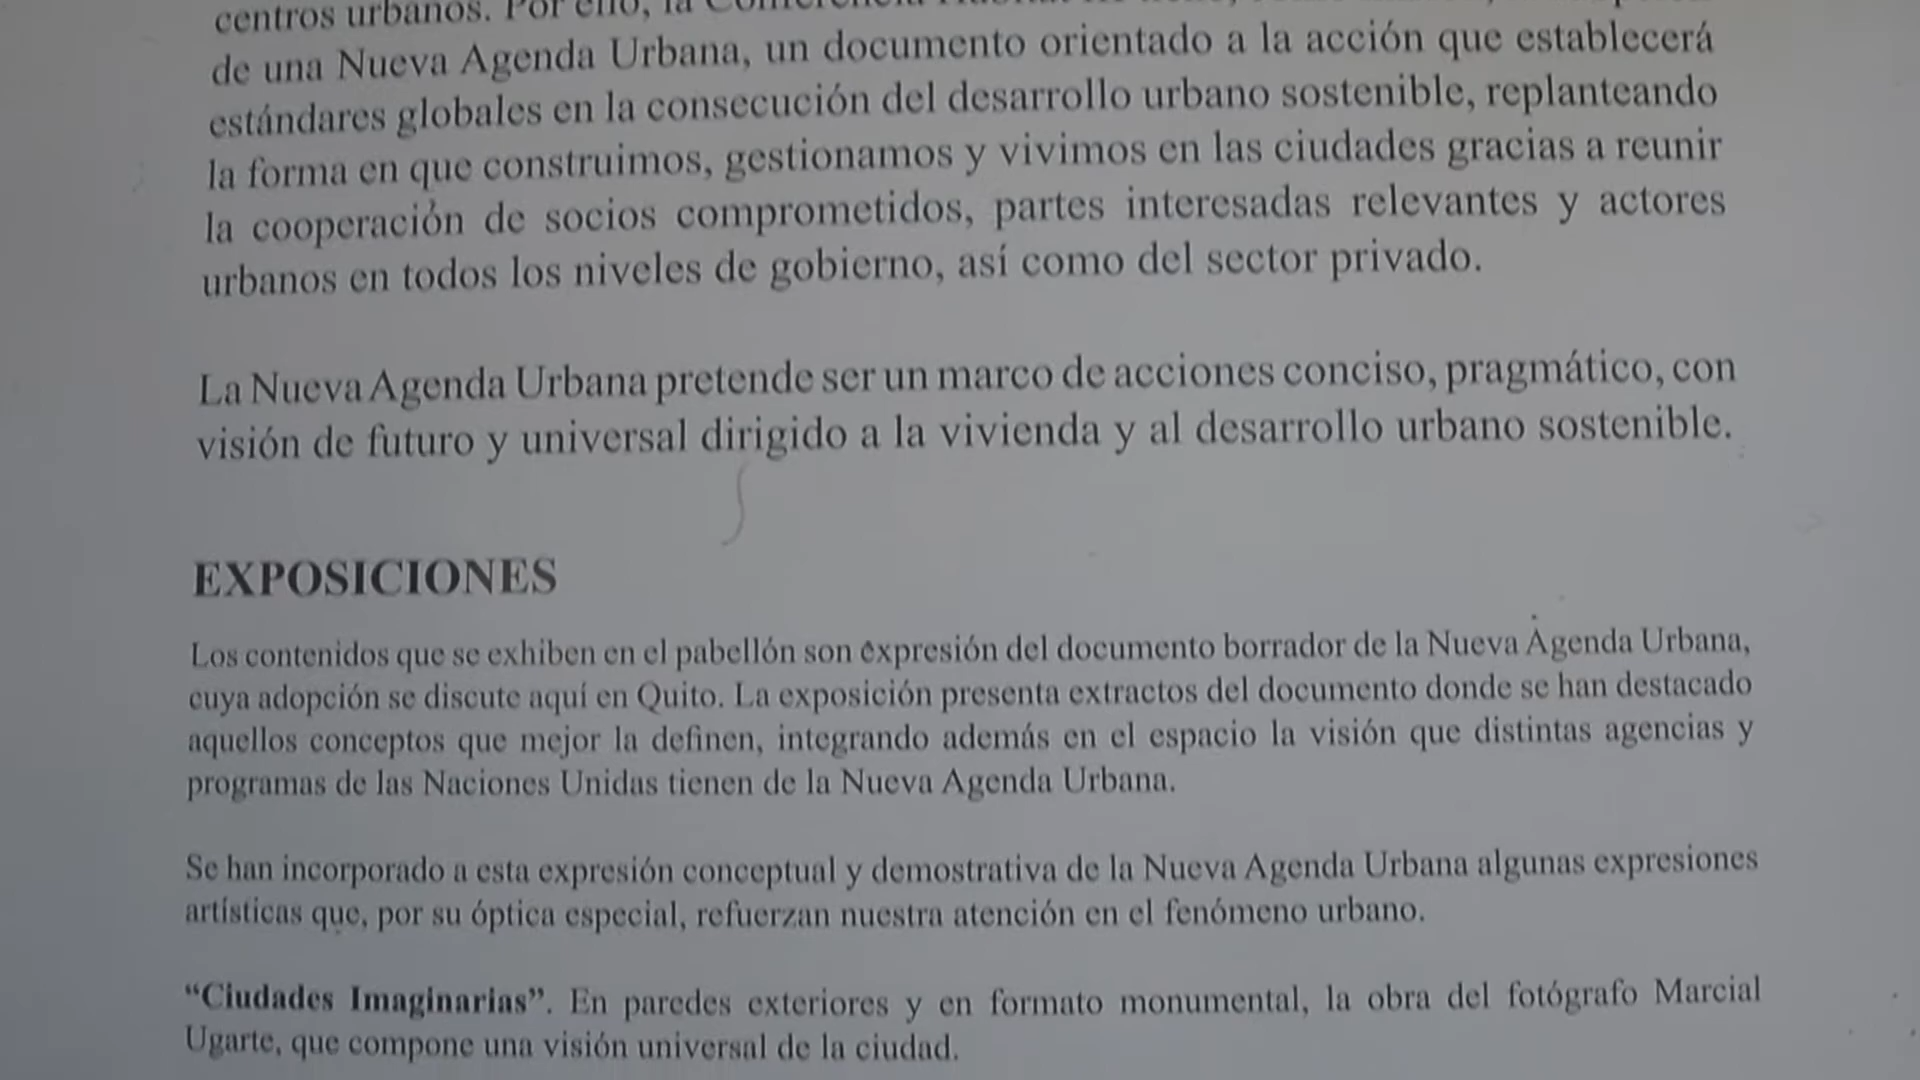 centros urbanos. Por ello, la Conferencia
de una Nueva Agenda Urbana, un documento orientado a la acción que establecerá
estándares globales en la consecución del desarrollo urbano sostenible, replanteando
la forma en que construimos, gestionamos y vivimos en las ciudades gracias a reunir
la cooperación de socios comprometidos, partes interesadas relevantes y actores
urbanos en todos los niveles de gobierno, así como del sector privado.
La Nueva Agenda Urbana pretende ser un marco de acciones conciso, pragmático, con
visión de futuro y universal dirigido a la vivienda y al desarrollo urbano sostenible.
EXPOSICIONES
Los contenidos que se exhiben en el pabellón son expresión del documento borrador de la Nueva Agenda Urbana,
cuya adopción se discute aquí en Quito. La exposición presenta extractos del documento donde se han destacado
aquellos conceptos que mejor la definen, integrando además en el espacio la visión que distintas agencias y
programas de las Naciones Unidas tienen de la Nueva Agenda Urbana.
Se han incorporado a esta expresión conceptual y demostrativa de la Nueva Agenda Urbana algunas expresiones
artísticas que, por su óptica especial, refuerzan nuestra atención en el fenómeno urbano.
“Ciudades Imaginarias”. En paredes exteriores y en formato monumental, la obra del fotógrafo Marcial
Ugarte, que compone una visión universal de la ciudad.